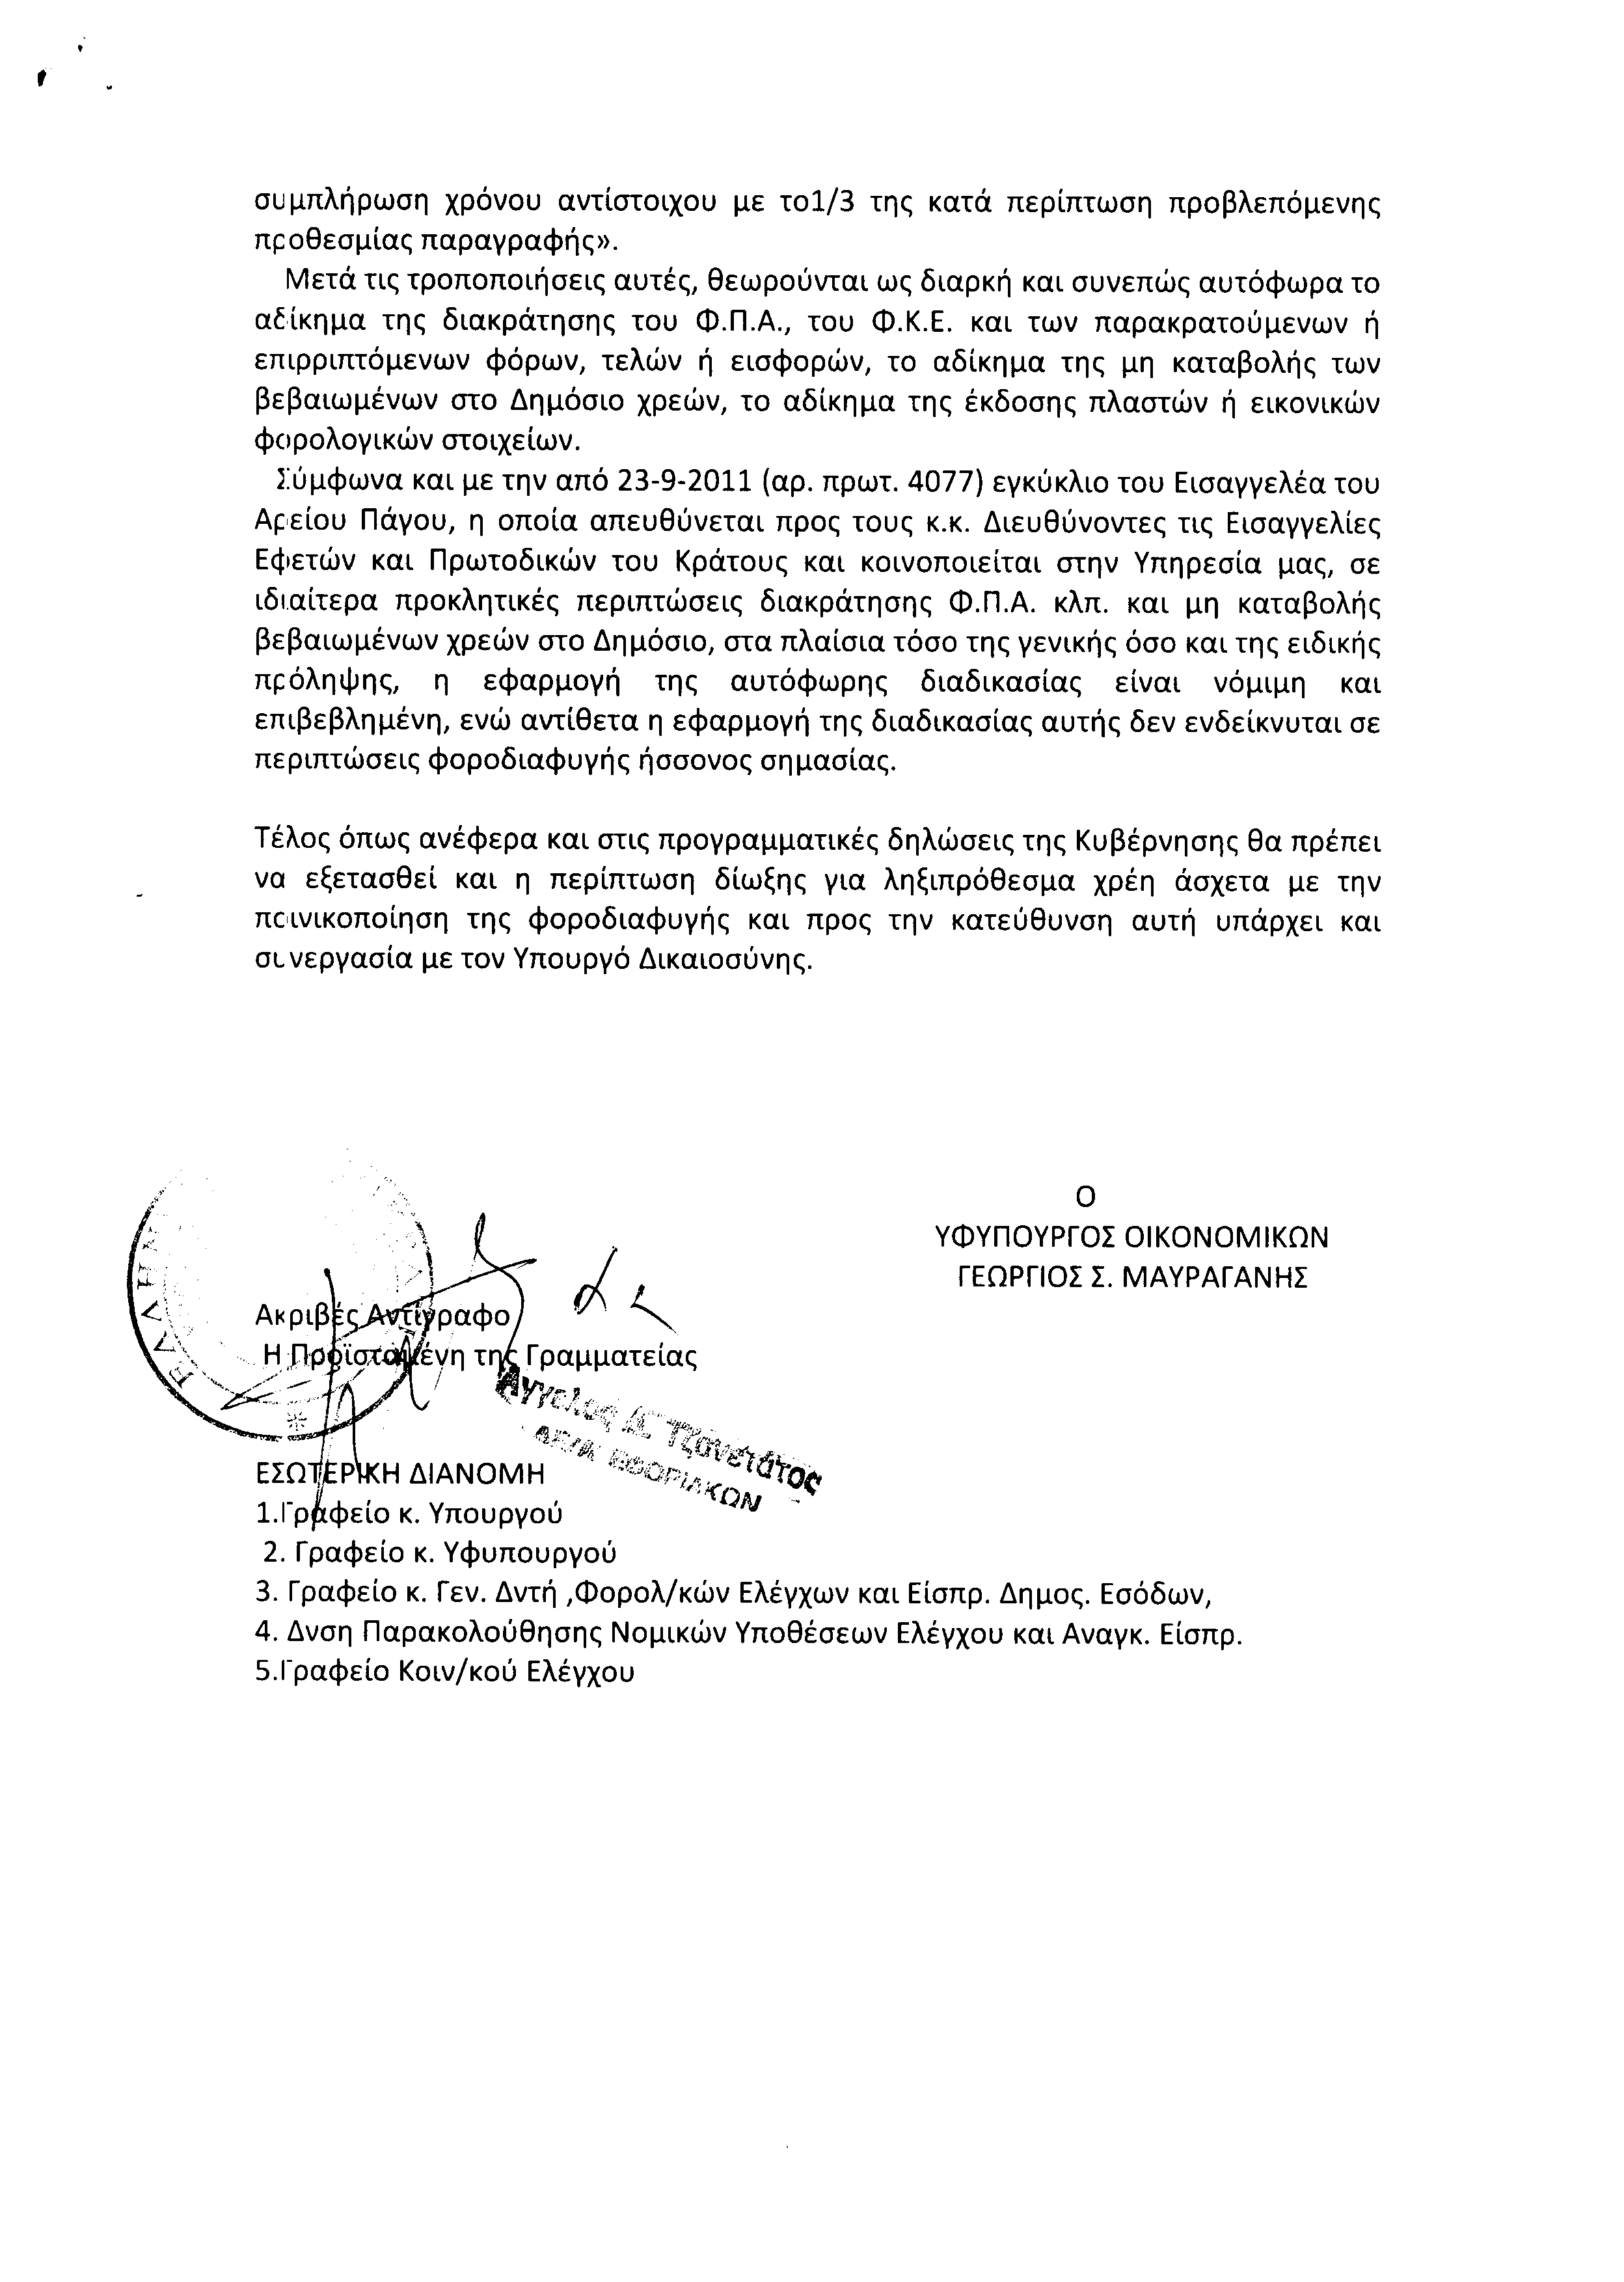 συμπλήρωση χρόνου αντίστοιχου με το1/3 της κατά περίπτωση προβλεπόμενης
προθεσμίας παραγραφής».
Μετά τις τροποποιήσεις αυτές, θεωρούνται ως διαρκή και συνεπώς αυτόφωρα το
αδίκημα της διακράτησης του Φ.Π.Α., του Φ.Κ.Ε. και των παρακρατούμενων ή
επιρριπτόμενων φόρων, τελών ή εισφορών, το αδίκημα της μη καταβολής των
βεβαιωμένων στο Δημόσιο χρεών, το αδίκημα της έκδοσης πλαστών ή εικονικών
φορολογικών στοιχείων.
Σύμφωνα και με την από 23-9-2011 (αρ. πρωτ. 4077) εγκύκλιο του Εισαγγελέα του
Αρείου Πάγου, η οποία απευθύνεται προς τους κ.κ. Διευθύνοντες τις Εισαγγελίες
Εφετών και Πρωτοδικών του Κράτους και κοινοποιείται στην Υπηρεσία μας, σε
ιδιαίτερα προκλητικές περιπτώσεις διακράτησης Φ.Π.Α. κλπ. και μη καταβολής
βεβαιωμένων χρεών στο Δημόσιο, στα πλαίσια τόσο της γενικής όσο και της ειδικής
πρόληψης, η εφαρμογή της αυτόφωρης διαδικασίας είναι νόμιμη και
επιβεβλημένη, ενώ αντίθετα η εφαρμογή της διαδικασίας αυτής δεν ενδείκνυται σε
περιπτώσεις φοροδιαφυγής ήσσονος σημασίας.
Τέλος όπως ανέφερα και στις προγραμματικές δηλώσεις της Κυβέρνησης θα πρέπει
να εξετασθεί και η περίπτωση δίωξης για ληξιπρόθεσμα χρέη άσχετα με την
ποινικοποίηση της φοροδιαφυγής και προς την κατεύθυνση αυτή υπάρχει και
συνεργασία με τον Υπουργό Δικαιοσύνης.
Ο
ΥΦΥΠΟΥΡΓΟΣ ΟΙΚΟΝΟΜΙΚΩΝ
ΓΕΩΡΓΙΟΣ Σ. ΜΑΥΡΑΓΑΝΗΣ
Ακριβές Αντίγραφο
Η Προϊσταμένη της Γραμματείας
Άγγελος Δ. Τζανετάτος
ΔΕ/Α' ΕΦΟΡΙΑΚΩΝ
ΕΣΩΤΕΡΙΚΗ ΔΙΑΝΟΜΗ
1.Γραφείο κ. Υπουργού
2. Γραφείο κ. Υφυπουργού
3. Γραφείο κ. Γεν. Δντή ,Φορολ/κών Ελέγχων και Είσπρ. Δημος. Εσόδων,
4. Δνση Παρακολούθησης Νομικών Υποθέσεων Ελέγχου και Αναγκ. Είσπρ.
5.Γραφείο Κοιν/κού Ελέγχου